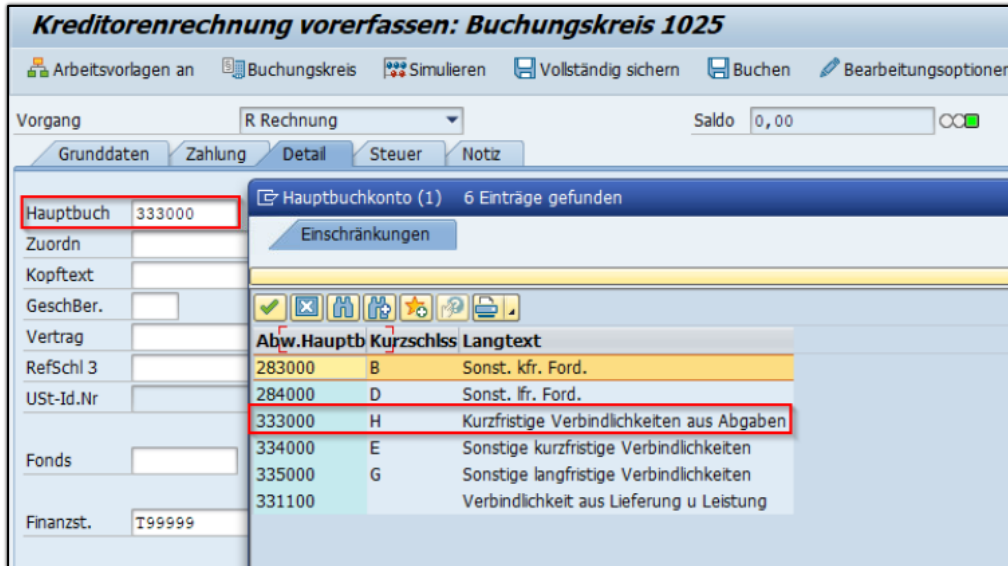 Kreditorenrechnung vorerfassen: Buchungskreis 1025
Arbeitsvorlagen an Buchungskreis Simulieren Vollständig sichern Buchen Bearbeitungsoptionen
Vorgang R Rechnung Saldo 0,00
Grunddaten Zahlung Detail Steuer Notiz
Hauptbuchkonto (1) 6 Einträge gefunden
Hauptbuch 333000
Einschränkungen
Zuordn
Kopftext
GeschBer.
Vertrag
RefSchl 3
USt-Id.Nr
Fonds
Finanzst. T99999
Abw.Hauptb Kurzschlss Langtext
283000 B Sonst. kfr. Ford.
284000 D Sonst. lfr. Ford.
333000 H Kurzfristige Verbindlichkeiten aus Abgaben
334000 E Sonstige kurzfristige Verbindlichkeiten
335000 G Sonstige langfristige Verbindlichkeiten
331100 Verbindlichkeit aus Lieferung u Leistung